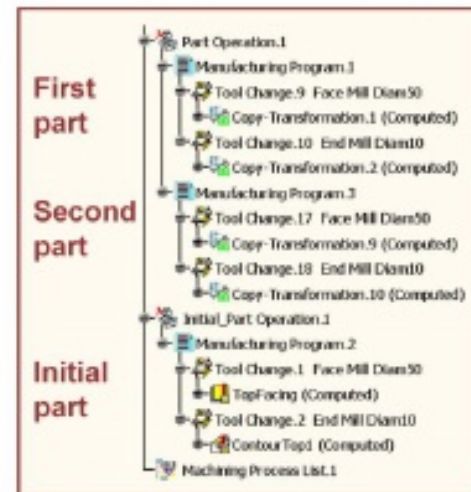 Part Operation.1
Manufacturing Program.1
First part
Tool Change.9 Face Mill Diam50
Copy-Transformation.1 (Computed)
Tool Change.10 End Mill Diam10
Copy-Transformation.2 (Computed)
Manufacturing Program.3
Second part
Tool Change.17 Face Mill Diam50
Copy-Transformation.9 (Computed)
Tool Change.18 End Mill Diam10
Copy-Transformation.10 (Computed)
Initial_Part Operation.1
Manufacturing Program.2
Initial part
Tool Change.1 Face Mill Diam50
TopFacing (Computed)
Tool Change.2 End Mill Diam10
ContourTop1 (Computed)
Machining Process List.1